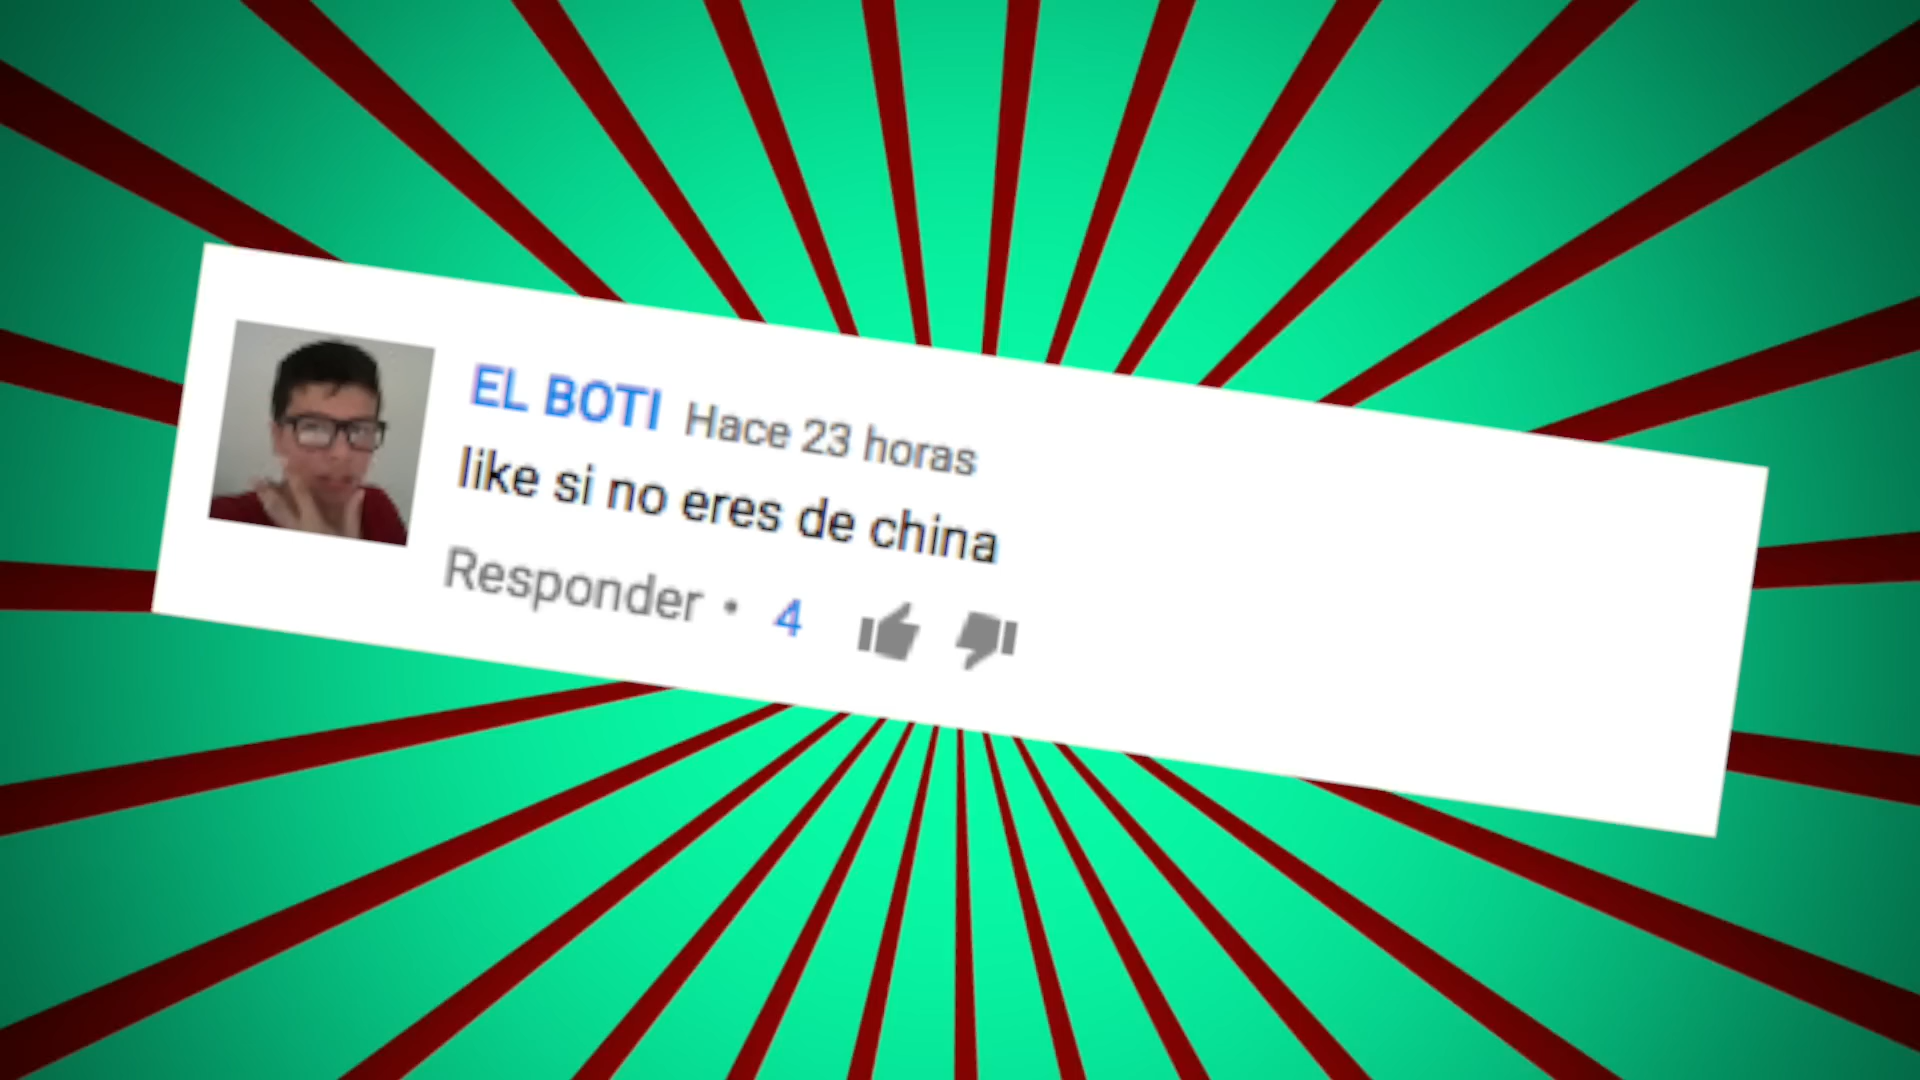 EL BOTI Hace 23 horas
like si no eres de china
Responder • 4